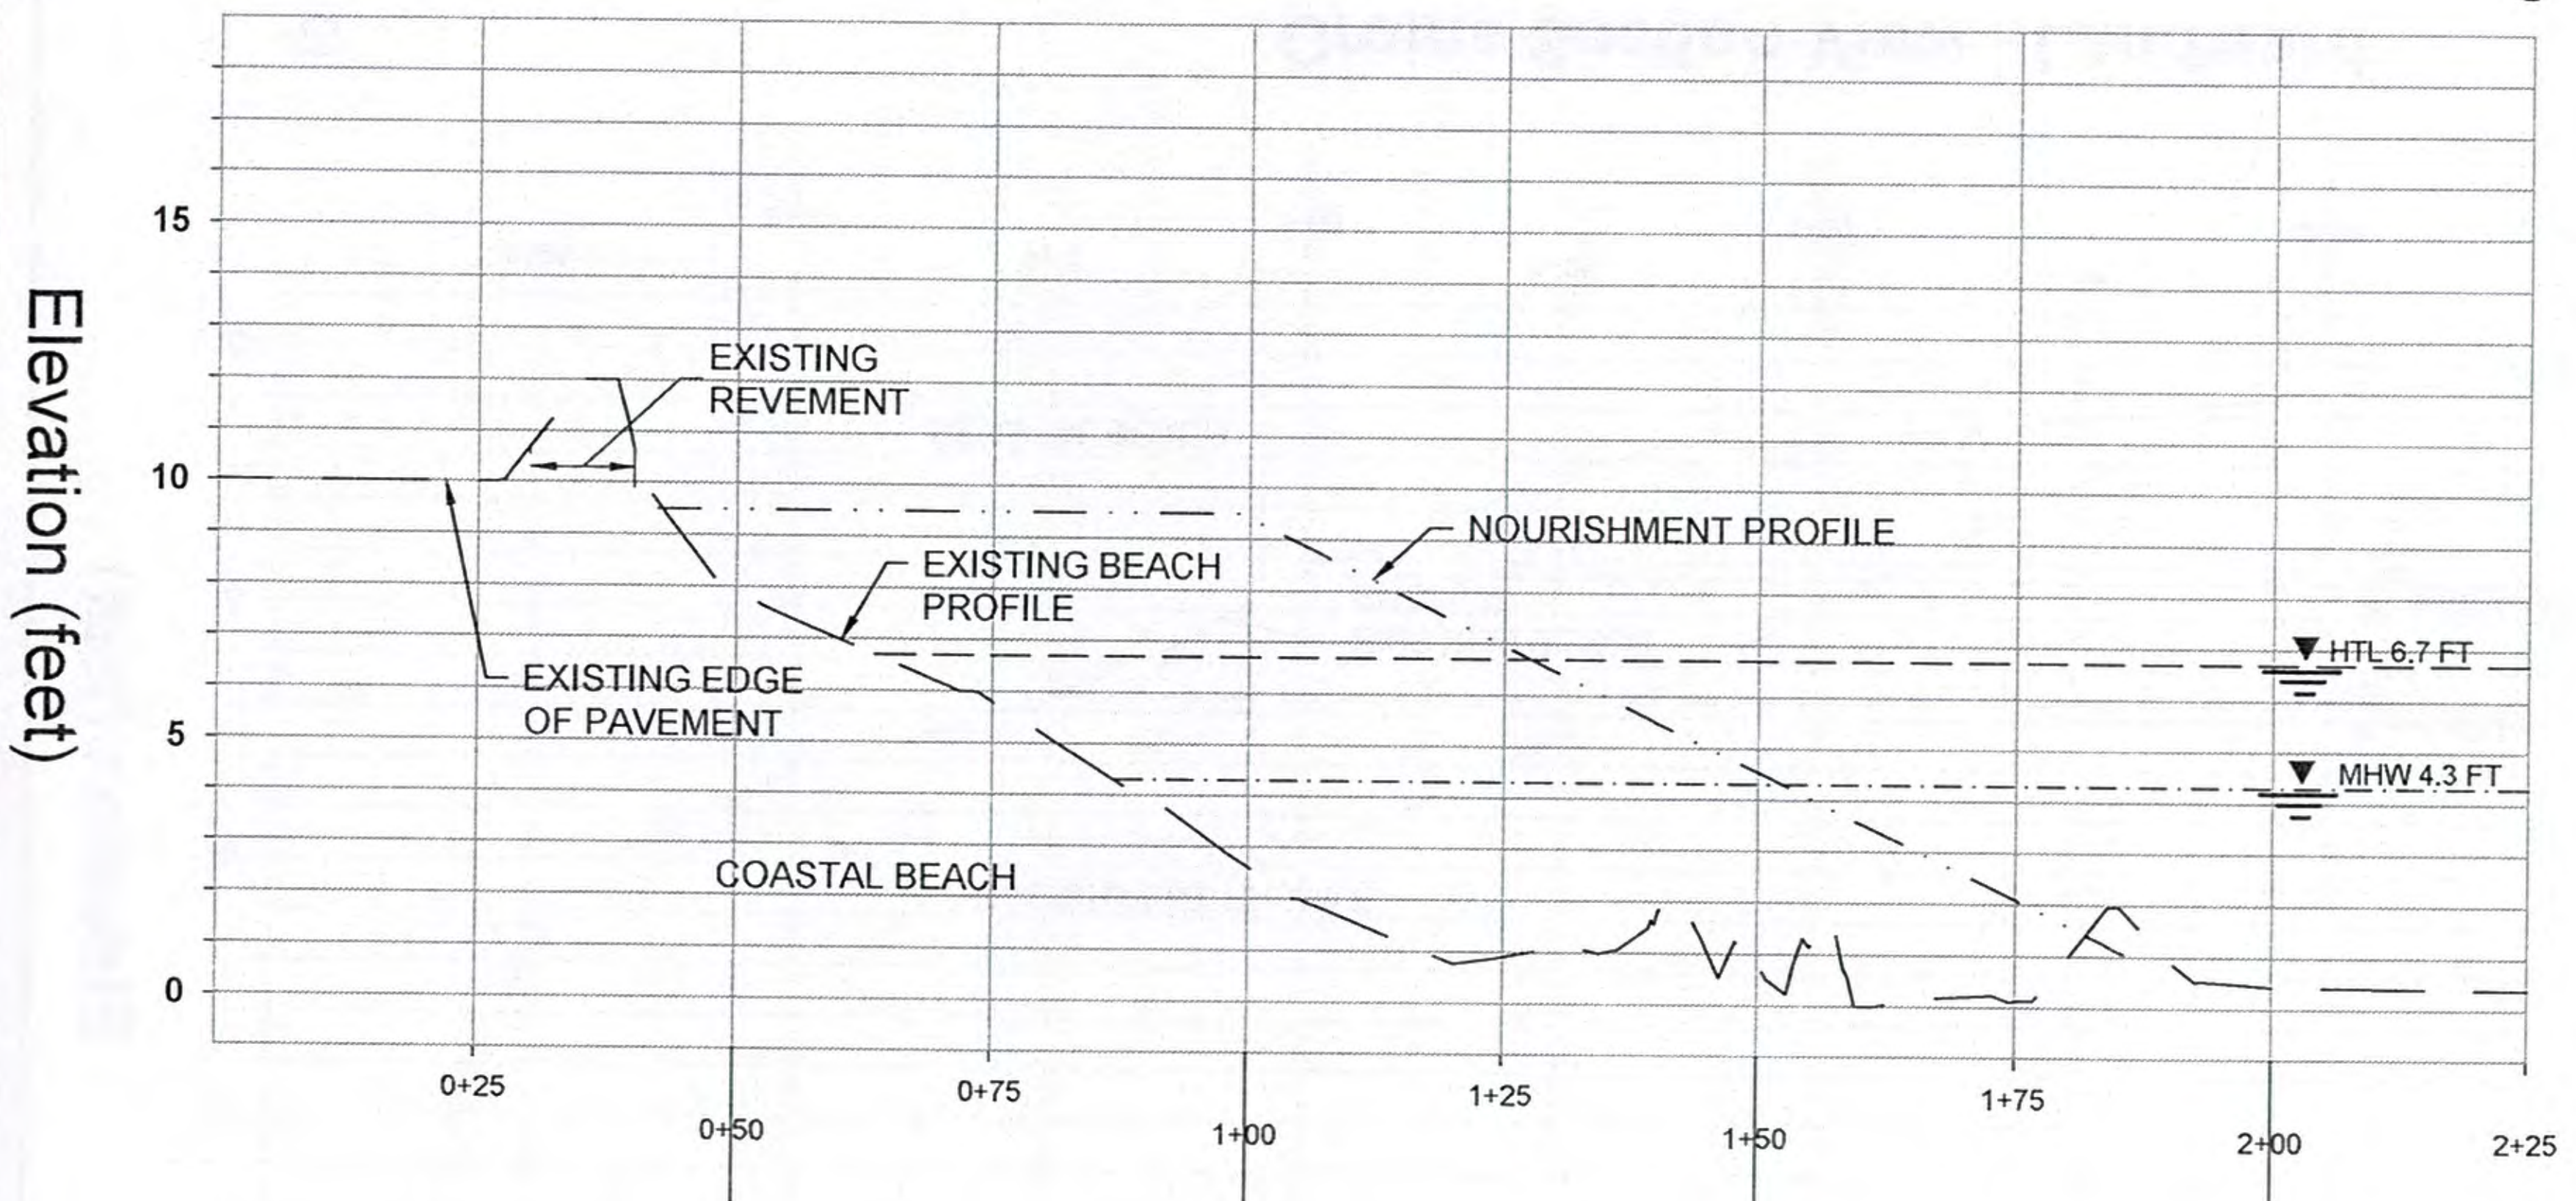 15
EXISTING
REVEMENT
10
NOURISHMENT PROFILE
EXISTING BEACH
PROFILE
HTL 6.7 FT
EXISTING EDGE
OF PAVEMENT
5
MHW 4.3 FT
COASTAL BEACH
0
Elevation (feet)
0+25
0+75
1+25
1+75
0+50
1+00
1+50
2+00
2+25